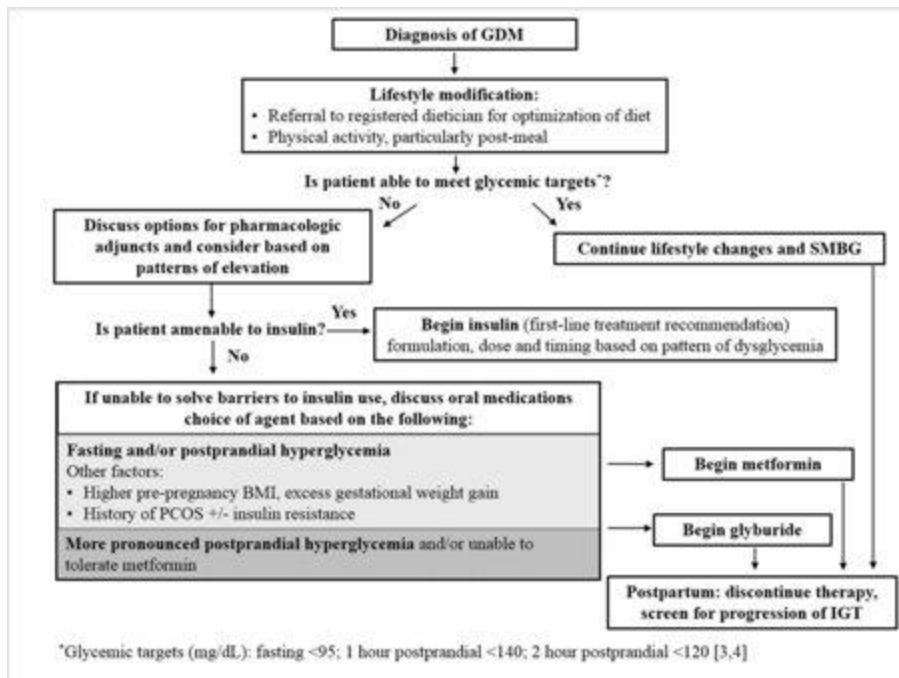 Diagnosis of GDM
Lifestyle modification:
• Referral to registered dietician for optimization of diet
• Physical activity, particularly post-meal
Is patient able to meet glycemic targets*?
No
Yes
Discuss options for pharmacologic
adjuncts and consider based on
patterns of elevation
Continue lifestyle changes and SMBG
Is patient amenable to insulin?
Yes
Begin insulin (first-line treatment recommendation)
formulation, dose and timing based on pattern of dysglycemia
No
If unable to solve barriers to insulin use, discuss oral medications
choice of agent based on the following:
Fasting and/or postprandial hyperglycemia
Other factors:
• Higher pre-pregnancy BMI, excess gestational weight gain
• History of PCOS +/- insulin resistance
Begin metformin
More pronounced postprandial hyperglycemia and/or unable to
tolerate metformin
Begin glyburide
Postpartum: discontinue therapy,
screen for progression of IGT
*Glycemic targets (mg/dL): fasting <95; 1 hour postprandial <140; 2 hour postprandial <120 [3,4]